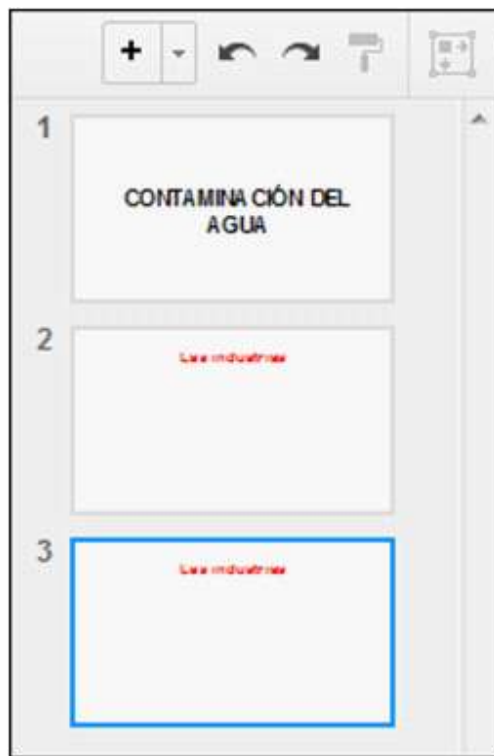 +
1
CONTAMINACIÓN DEL
AGUA
2
Las industrias
3
Las industrias